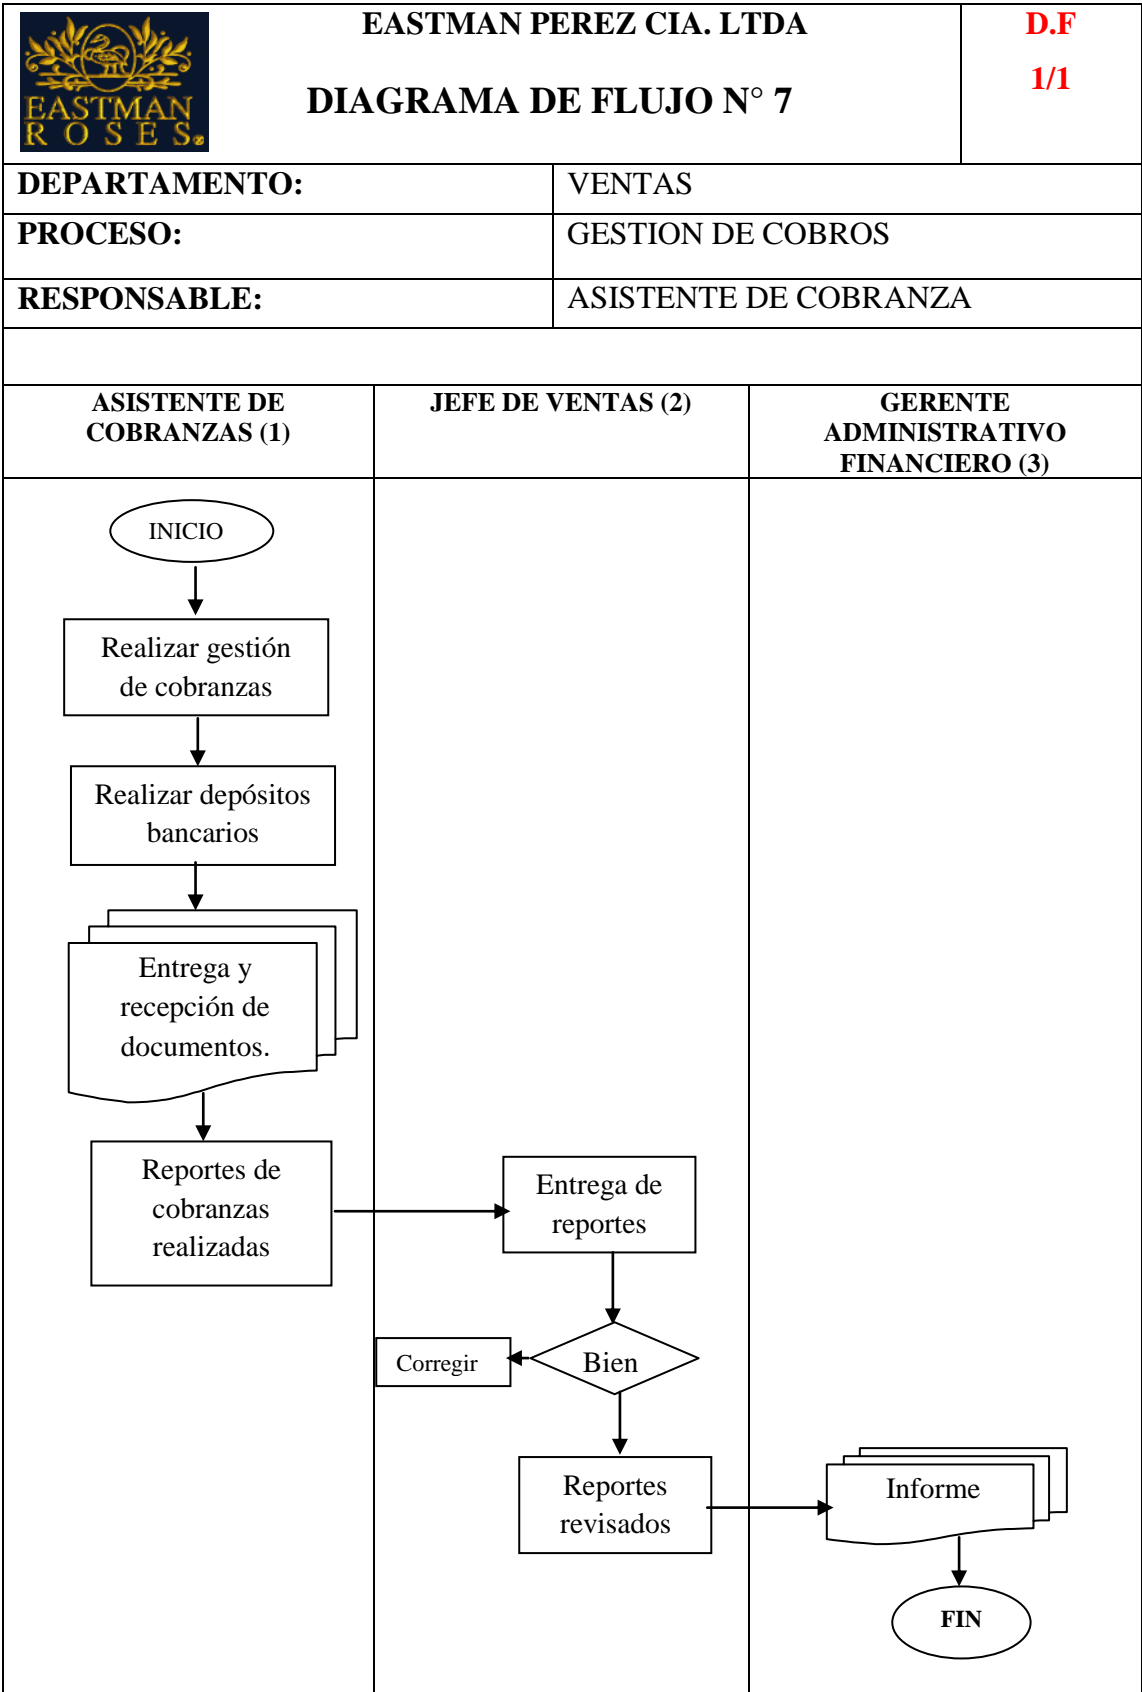 EASTMAN
ROSES
EASTMAN PEREZ CIA. LTDA
DIAGRAMA DE FLUJO N° 7
D.F
1/1
DEPARTAMENTO:
VENTAS
PROCESO:
GESTION DE COBROS
RESPONSABLE:
ASISTENTE DE COBRANZA
ASISTENTE DE
COBRANZAS (1)
JEFE DE VENTAS (2)
GERENTE
ADMINISTRATIVO
FINANCIERO (3)
INICIO
Realizar gestión
de cobranzas
Realizar depósitos
bancarios
Entrega y
recepción de
documentos.
Reportes de
cobranzas
realizadas
Entrega de
reportes
Corregir
Bien
Reportes
revisados
Informe
FIN